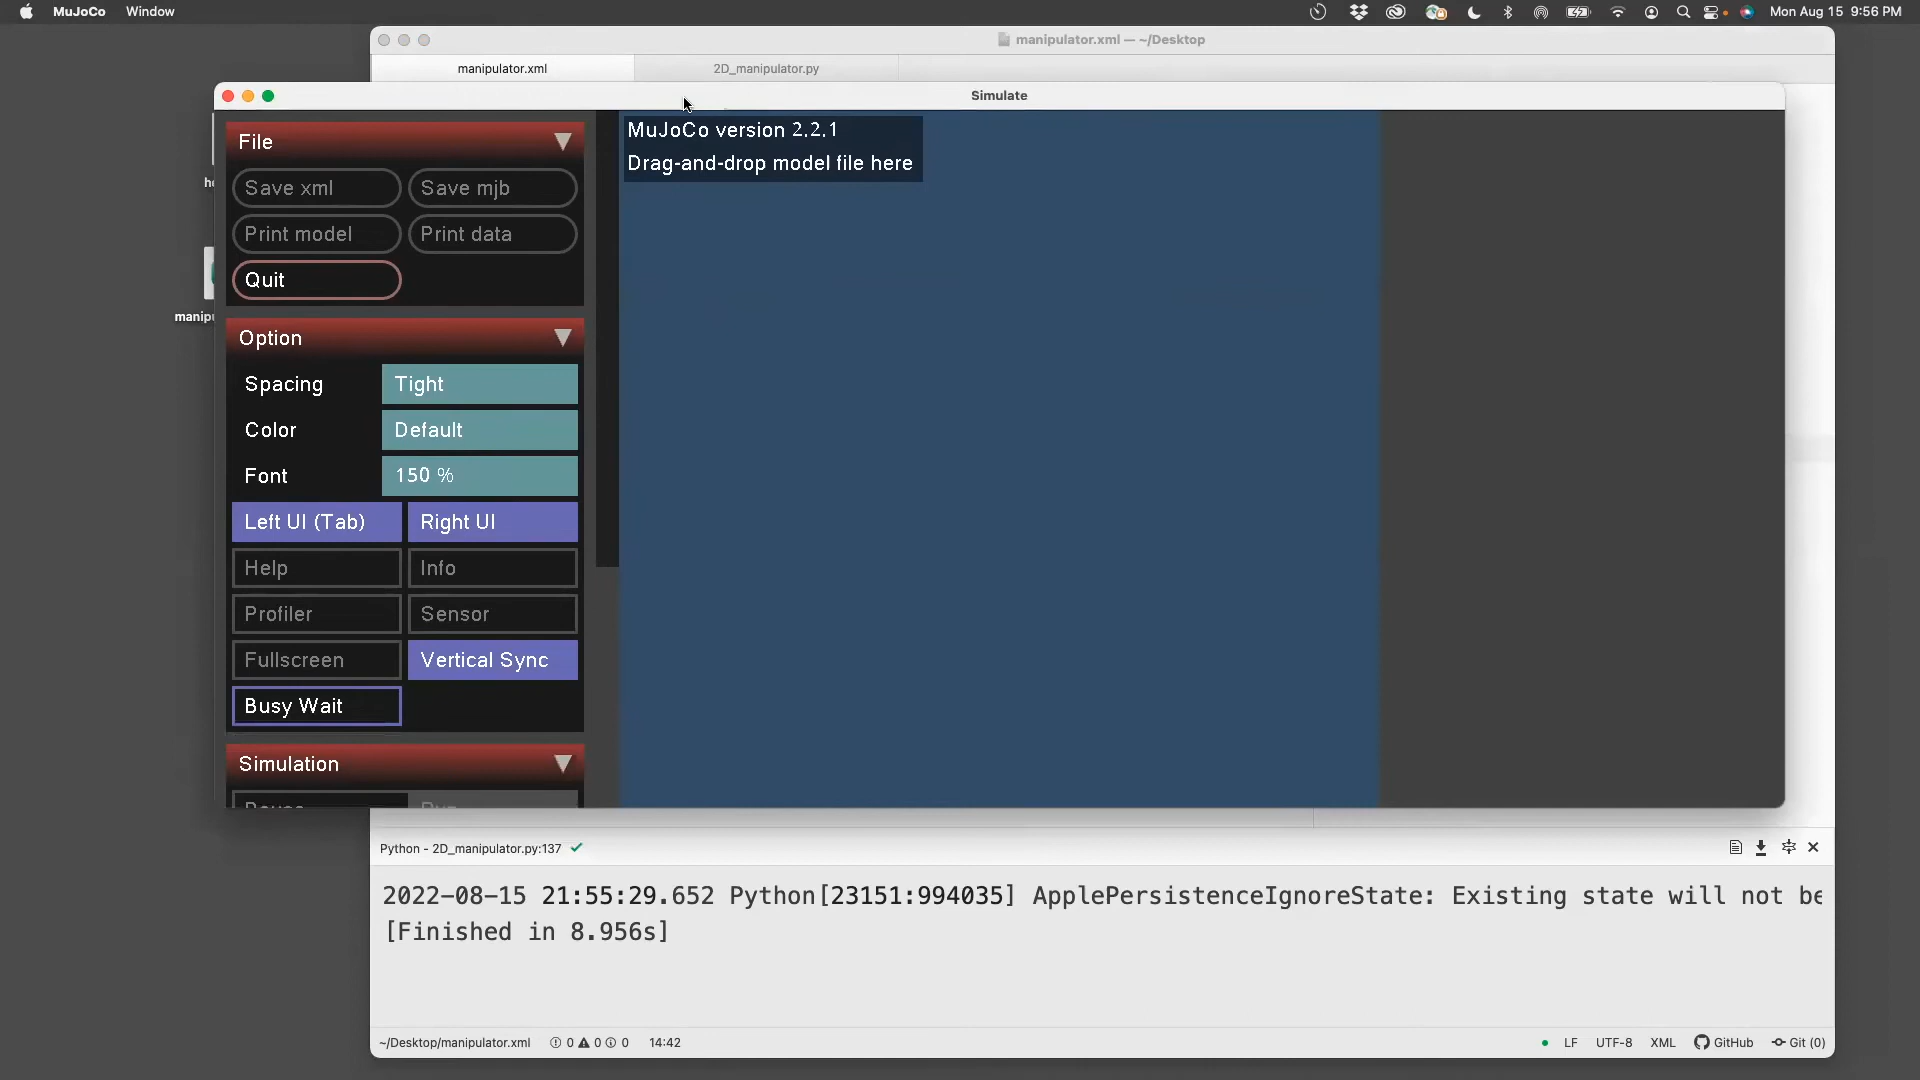 MuJoCo Window Mon Aug 15 9:56 PM
manipulator.xml — ~/Desktop
manipulator.xml 2D_manipulator.py
Simulate
MuJoCo version 2.2.1
Drag-and-drop model file here
File
Save xml Save mjb
Print model Print data
Quit
Option
Spacing Tight
Color Default
Font 150 %
Left UI (Tab) Right UI
Help Info
Profiler Sensor
Fullscreen Vertical Sync
Busy Wait
Simulation
Python - 2D_manipulator.py:137
2022-08-15 21:55:29.652 Python[23151:994035] ApplePersistenceIgnoreState: Existing state will not be
[Finished in 8.956s]
~/Desktop/manipulator.xml 0 0 0 14:42 LF UTF-8 XML GitHub Git (0)